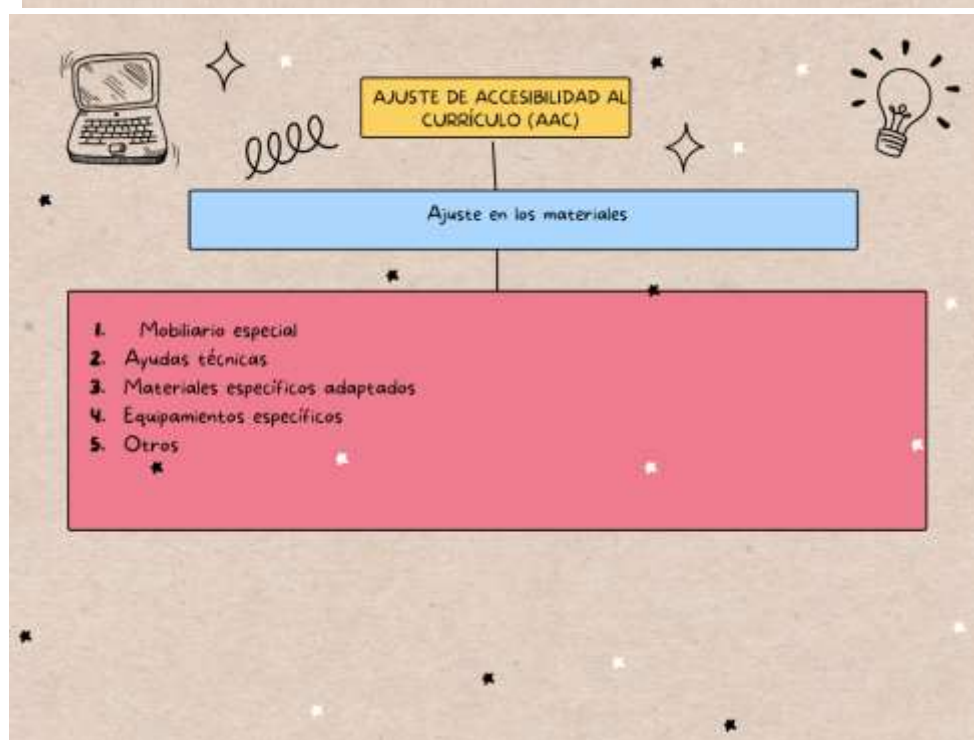 AJUSTE DE ACCESIBILIDAD AL
CURRÍCULO (AAC)
Ajuste en los materiales
1. Mobiliario especial
2. Ayudas técnicas
3. Materiales específicos adaptados
4. Equipamientos específicos
5. Otros